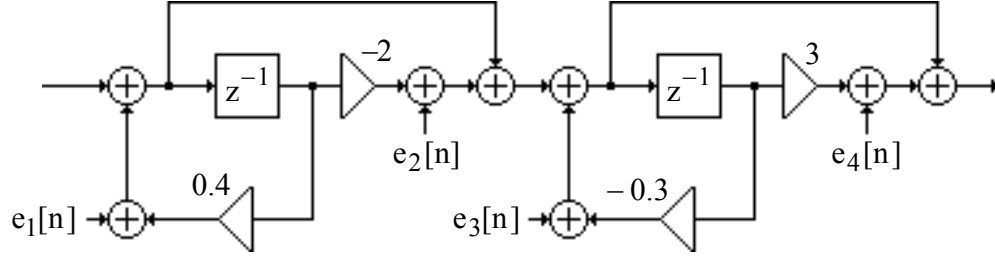 −2
3
z⁻¹
z⁻¹
e₂[n]
e₄[n]
0.4
− 0.3
e₁[n]
e₃[n]